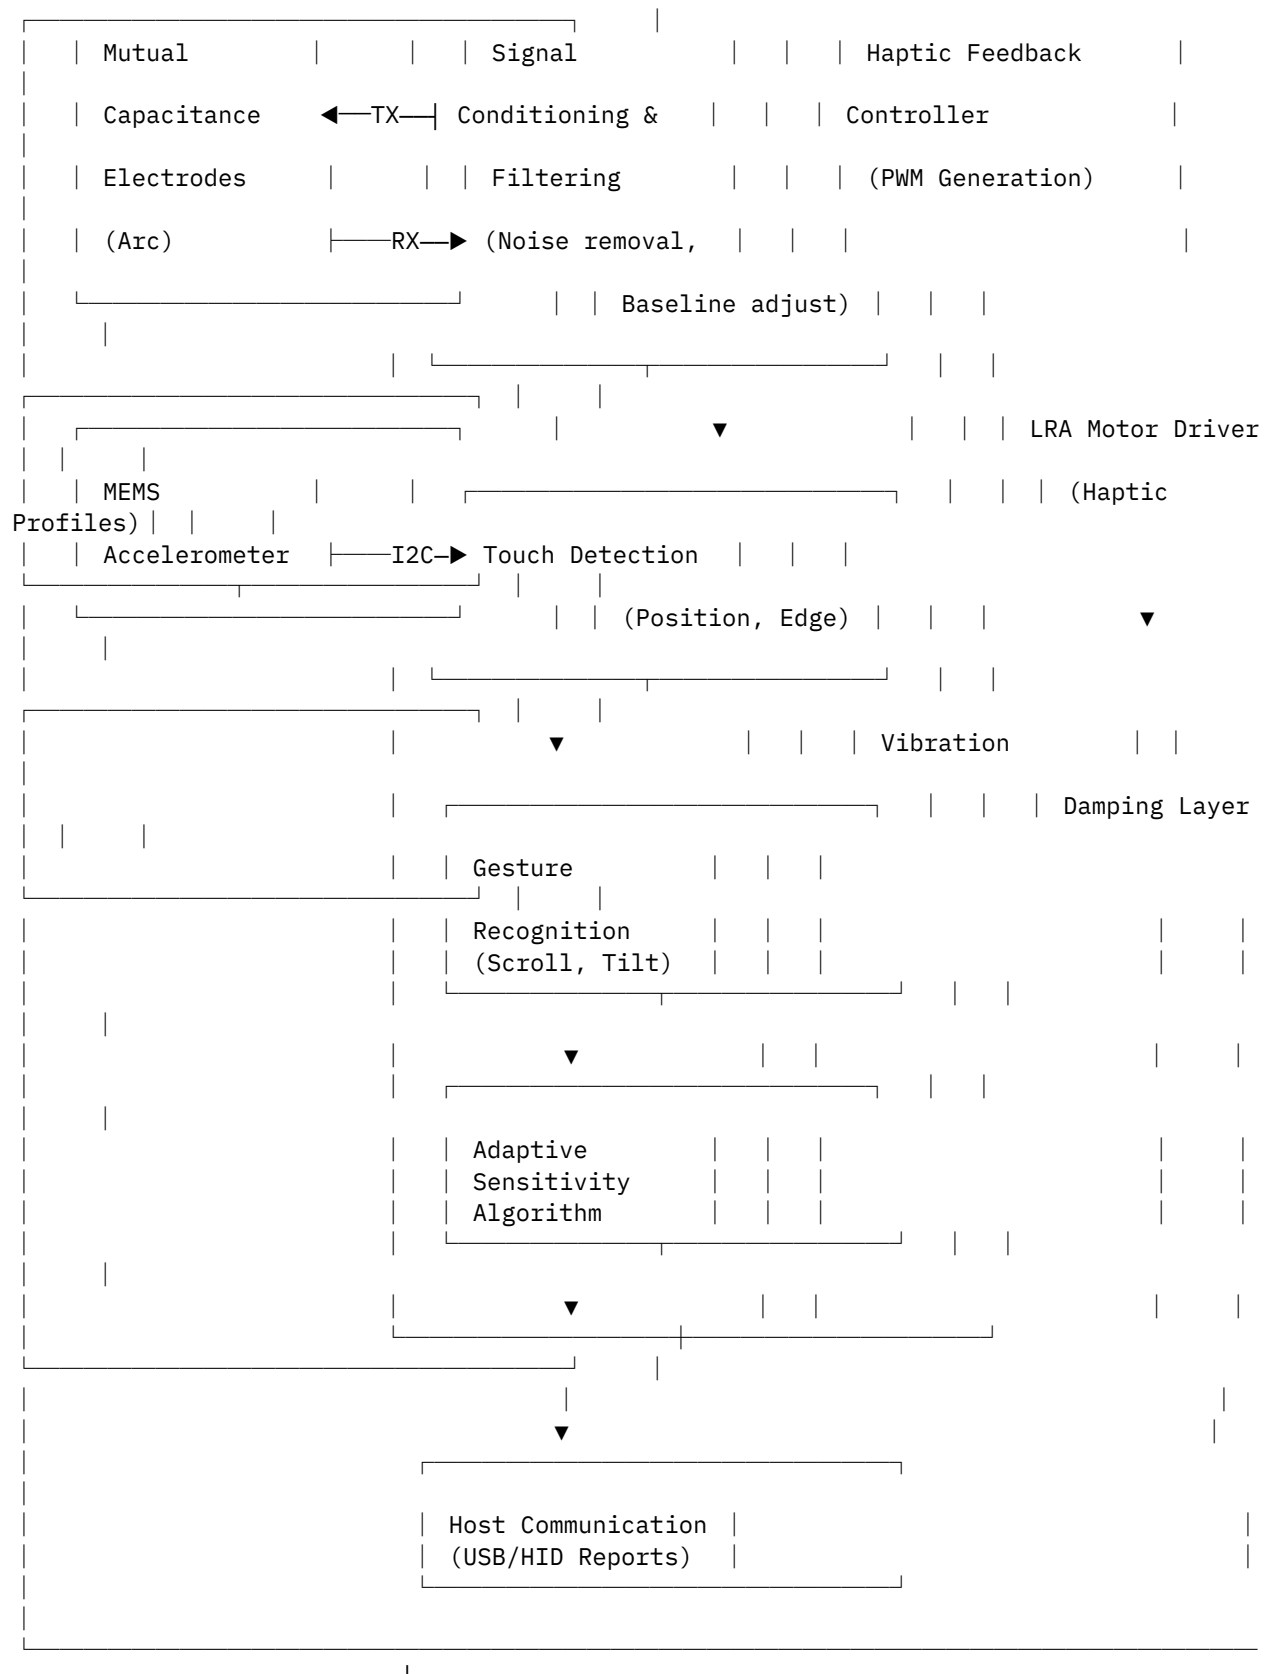 Mutual Signal Haptic Feedback
Capacitance ◄──TX──┤ Conditioning & Controller
Electrodes Filtering (PWM Generation)
(Arc) ├────RX──► (Noise removal,
Baseline adjust)
▼ LRA Motor Driver
MEMS (Haptic
Profiles)
Accelerometer ├────I2C─► Touch Detection
(Position, Edge) ▼
▼ Vibration
Damping Layer
Gesture
Recognition
(Scroll, Tilt)
▼
Adaptive
Sensitivity
Algorithm
▼
▼
Host Communication
(USB/HID Reports)